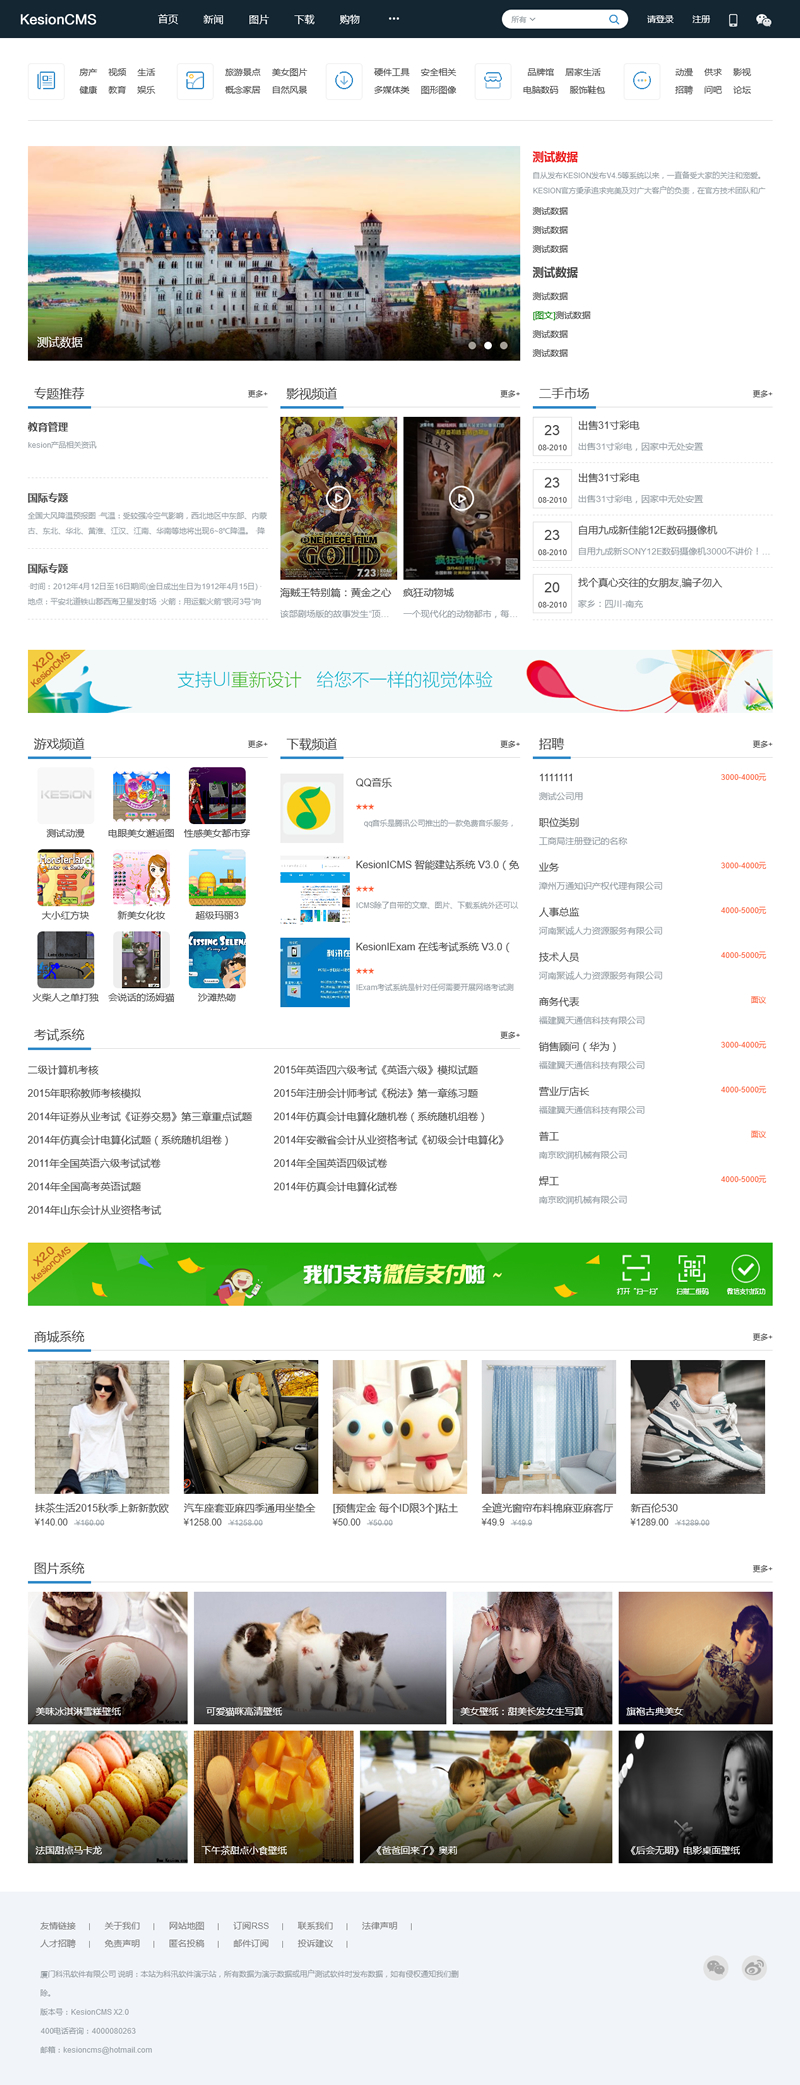 KesionCMS 首页 新闻 图片 下载 购物 ··· 所有 请登录 注册
房产 视频 生活 旅游景点 美女图片 硬件工具 安全相关 品牌馆 居家生活 动漫 供求 影视
健康 教育 娱乐 概念家居 自然风景 多媒体类 图形图像 电脑数码 服饰鞋包 招聘 问吧 论坛
测试数据
测试数据
自从发布KESION发布V4.5等系统以来，一直备受大家的关注和宠爱。
KESION官方秉承追求完美及对广大客户的负责，在官方技术团队和广
测试数据
测试数据
测试数据
测试数据
测试数据
[图文]测试数据
测试数据
测试数据
专题推荐 更多+
教育管理
kesion产品相关资讯
国际专题
全国大风降温预报图 ·气温：受较强冷空气影响，西北地区中东部、内蒙
古、东北、华北、黄淮、江汉、江南、华南等地将出现6~8℃降温。 ·降
国际专题
·时间：2012年4月12日至16日期间(金日成出生日为1912年4月15日) ·
地点：平安北道铁山郡西海卫星发射场 ·火箭：用运载火箭“银河3号”向
影视频道 更多+
ONE PIECE FILM
GOLD
7.23
疯狂动物城
海贼王特别篇：黄金之心 疯狂动物城
该部剧场版的故事发生“顶... 一个现代化的动物都市，每...
二手市场 更多+
23
08-2010
出售31寸彩电
出售31寸彩电，因家中无处安置
23
08-2010
出售31寸彩电
出售31寸彩电，因家中无处安置
23
08-2010
自用九成新佳能12E数码摄像机
自用九成新SONY12E数码摄像机3000不讲价！...
20
08-2010
找个真心交往的女朋友,骗子勿入
家乡：四川-南充
X2.0
KesionCMS
支持UI重新设计 给您不一样的视觉体验
游戏频道 更多+
KESION
测试动漫 电眼美女邂逅图 性感美女都市穿
大小红方块 新美女化妆 超级玛丽3
KISSING SELENA
火柴人之单打独 会说话的汤姆猫 沙滩热吻
下载频道 更多+
QQ音乐
★★★
qq音乐是腾讯公司推出的一款免费音乐服务，
KesionICMS 智能建站系统 V3.0 ( 免
★★★
ICMS除了自带的文章、图片、下载系统外还可以
KesionIExam 在线考试系统 V3.0 (
★★★
IExam考试系统是针对任何需要开展网络考试测
招聘 更多+
1111111 3000-4000元
测试公司用
职位类别
工商局注册登记的名称
业务 3000-4000元
漳州万通知识产权代理有限公司
人事总监 4000-5000元
河南聚诚人力资源服务有限公司
技术人员 4000-5000元
河南聚诚人力资源服务有限公司
商务代表 面议
福建翼天通信科技有限公司
销售顾问（华为） 3000-4000元
福建翼天通信科技有限公司
营业厅店长 4000-5000元
福建翼天通信科技有限公司
普工 面议
南京欧润机械有限公司
焊工 4000-5000元
南京欧润机械有限公司
考试系统 更多+
二级计算机考核 2015年英语四六级考试《英语六级》模拟试题
2015年职称教师考核模拟 2015年注册会计师考试《税法》第一章练习题
2014年证券从业考试《证券交易》第三章重点试题 2014年仿真会计电算化随机卷（系统随机组卷）
2014年仿真会计电算化试题（系统随机组卷） 2014年安徽省会计从业资格考试《初级会计电算化》
2011年全国英语六级考试试卷 2014年全国英语四级试卷
2014年全国高考英语试题 2014年仿真会计电算化试卷
2014年山东会计从业资格考试
X2.0
KesionCMS
我们支持微信支付啦 ~
打开“扫一扫” 扫描二维码 微信支付成功
商城系统 更多+
抹茶生活2015秋季上新新款欧 汽车座套亚麻四季通用坐垫全 [预售定金 每个ID限3个]粘土 全遮光窗帘布料棉麻亚麻客厅 新百伦530
¥140.00 ¥160.00 ¥1258.00 ¥1258.00 ¥50.00 ¥50.00 ¥49.9 ¥49.9 ¥1289.00 ¥1289.00
图片系统 更多+
美味冰淇淋雪糕壁纸 可爱猫咪高清壁纸 美女壁纸：甜美长发女生写真 旗袍古典美女
法国甜点马卡龙 下午茶甜点小食壁纸 《爸爸回来了》奥莉 《后会无期》电影桌面壁纸
友情链接 | 关于我们 | 网站地图 | 订阅RSS | 联系我们 | 法律声明 |
人才招聘 | 免责声明 | 匿名投稿 | 邮件订阅 | 投诉建议 |
厦门科汛软件有限公司 说明：本站为科汛软件演示站，所有数据为演示数据或用户测试软件时发布数据，如有侵权通知我们删
除。
版本号：KesionCMS X2.0
400电话咨询：4000080263
邮箱：kesioncms@hotmail.com